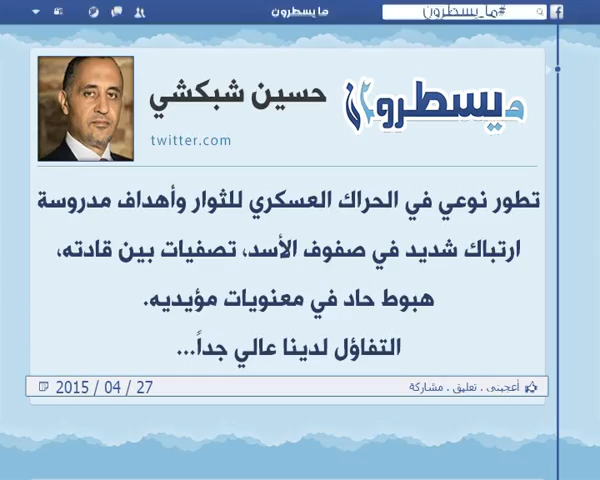 ما يسطرون
#ما_يسطرون
حسين شبكشي
ما يسطرون
twitter.com
تطور نوعي في الحراك العسكري للثوار وأهداف مدروسة
ارتباك شديد في صفوف الأسد، تصفيات بين قادته،
هبوط حاد في معنويات مؤيديه.
التفاؤل لدينا عالي جداً...
أعجبني . تعليق . مشاركة
27 / 04 / 2015